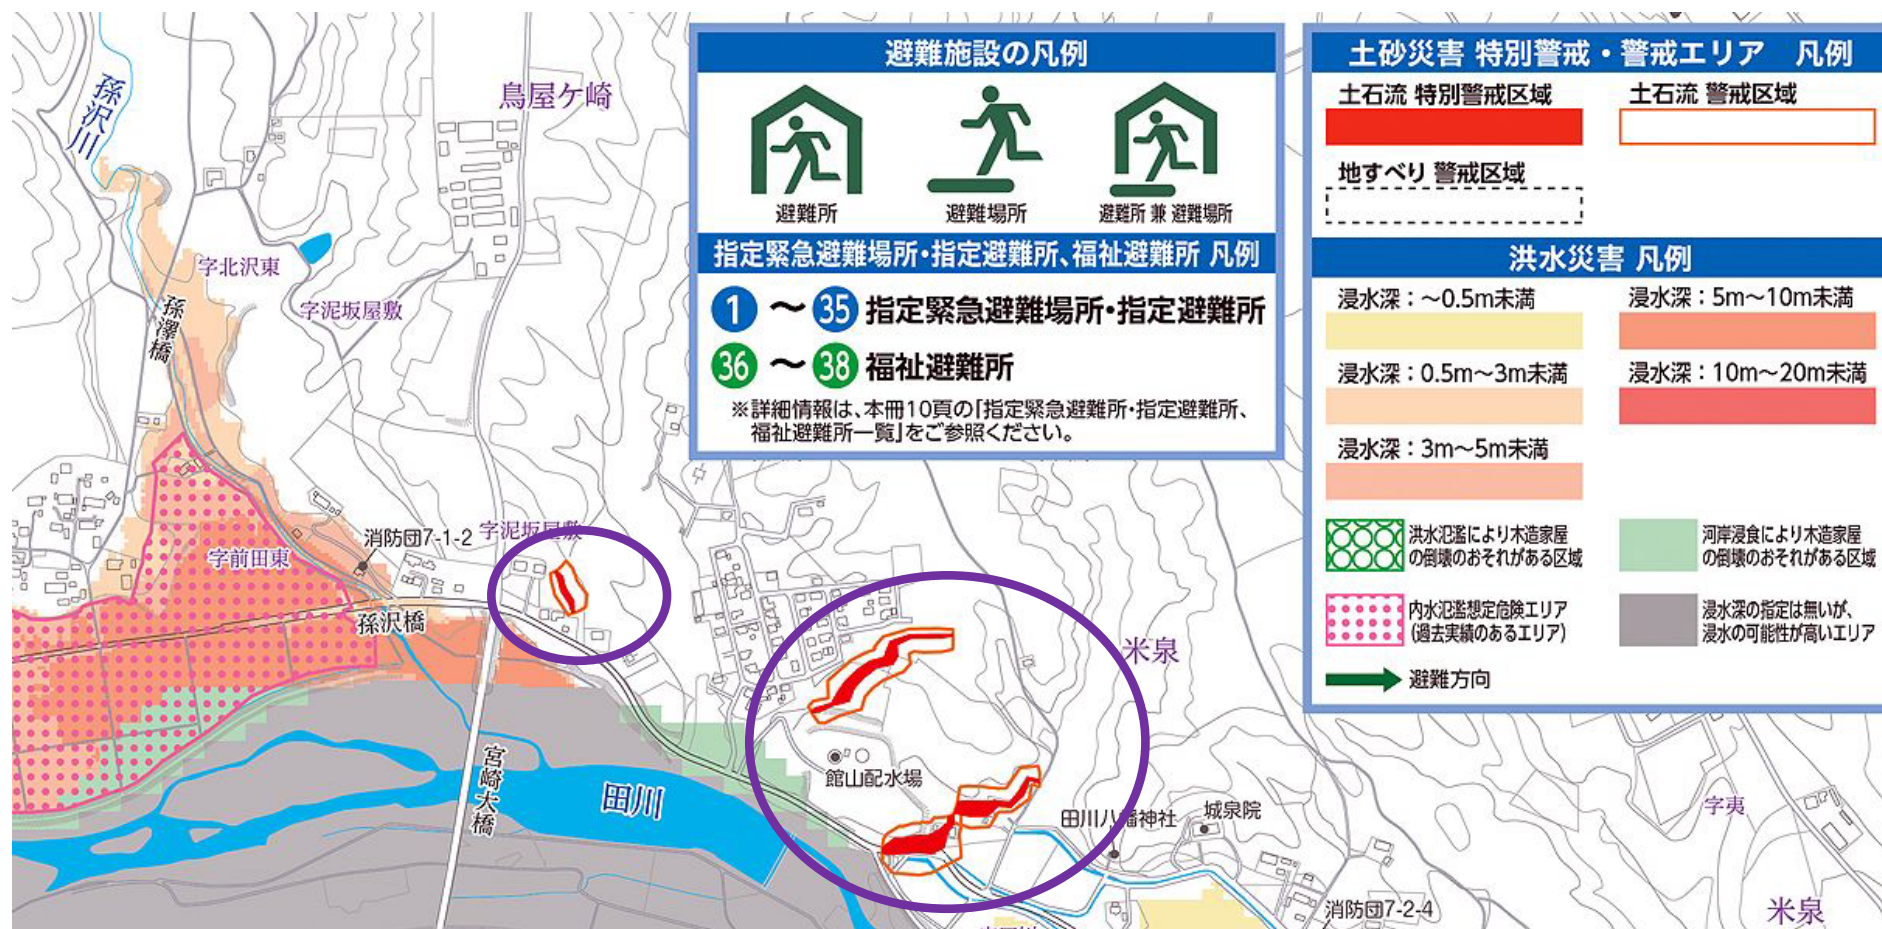 避難施設の凡例
避難所
避難場所
避難所 兼 避難場所
指定緊急避難場所・指定避難所、福祉避難所 凡例
1 〜 35 指定緊急避難場所・指定避難所
36 〜 38 福祉避難所
※詳細情報は、本冊10頁の「指定緊急避難所・指定避難所、
福祉避難所一覧」をご参照ください。
土砂災害 特別警戒・警戒エリア 凡例
土石流 特別警戒区域
土石流 警戒区域
地すべり 警戒区域
洪水災害 凡例
浸水深：〜0.5m未満
浸水深：5m〜10m未満
浸水深：0.5m〜3m未満
浸水深：10m〜20m未満
浸水深：3m〜5m未満
洪水氾濫により木造家屋
の倒壊のおそれがある区域
河岸浸食により木造家屋
の倒壊のおそれがある区域
内水氾濫想定危険エリア
（過去実績のあるエリア）
浸水深の指定は無いが、
浸水の可能性が高いエリア
避難方向
孫沢川
鳥屋ケ崎
字北沢東
字泥坂屋敷
孫澤橋
消防団7-1-2
字泥坂屋敷
字前田東
孫沢橋
米泉
宮崎大橋
田川
館山配水場
田川八幡神社
城泉院
字夷
消防団7-2-4
米泉